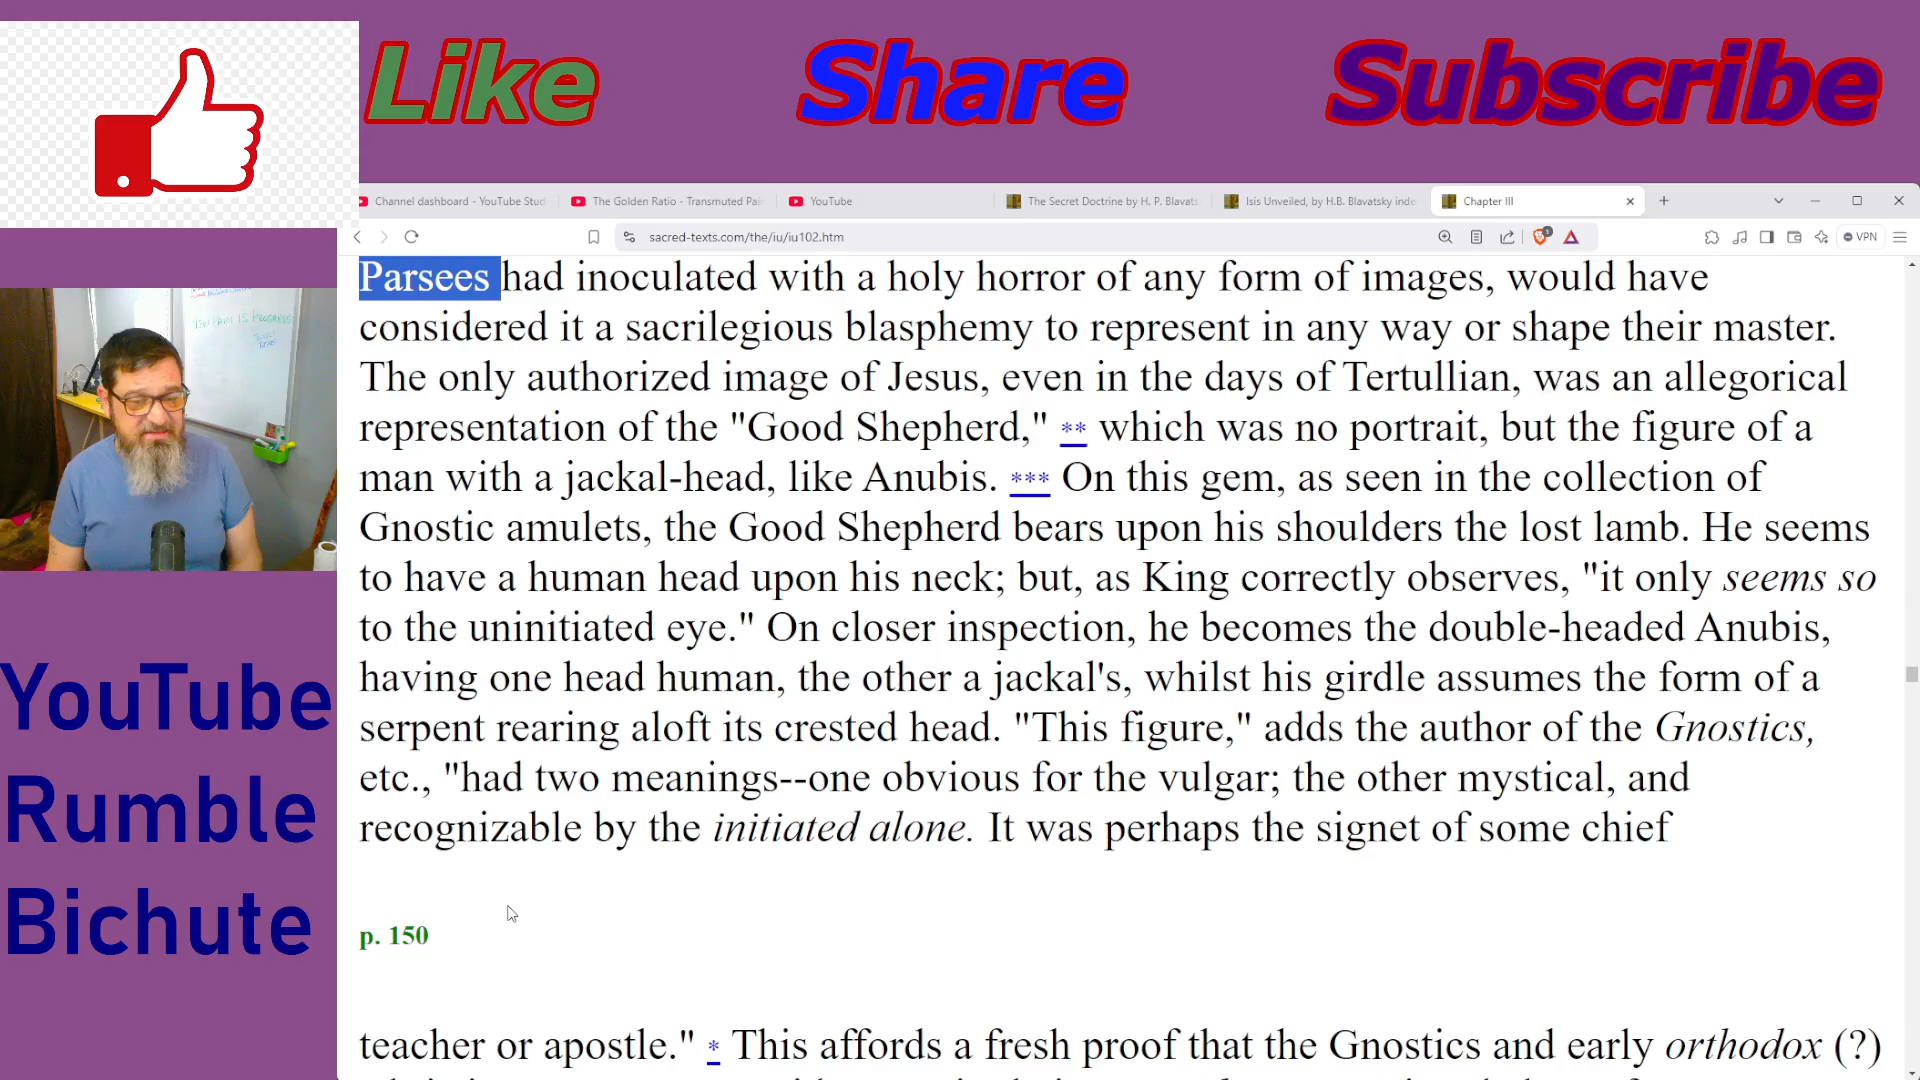 Like Share Subscribe
Channel dashboard - YouTube Stud
The Golden Ratio - Transmuted Pai
YouTube
The Secret Doctrine by H. P. Blavats
Isis Unveiled, by H.B. Blavatsky inde
Chapter III
sacred-texts.com/the/iu/iu102.htm
VPN
Parsees had inoculated with a holy horror of any form of images, would have
considered it a sacrilegious blasphemy to represent in any way or shape their master.
The only authorized image of Jesus, even in the days of Tertullian, was an allegorical
representation of the "Good Shepherd," ** which was no portrait, but the figure of a
man with a jackal-head, like Anubis. *** On this gem, as seen in the collection of
Gnostic amulets, the Good Shepherd bears upon his shoulders the lost lamb. He seems
to have a human head upon his neck; but, as King correctly observes, "it only seems so
to the uninitiated eye." On closer inspection, he becomes the double-headed Anubis,
having one head human, the other a jackal's, whilst his girdle assumes the form of a
serpent rearing aloft its crested head. "This figure," adds the author of the Gnostics,
etc., "had two meanings--one obvious for the vulgar; the other mystical, and
recognizable by the initiated alone. It was perhaps the signet of some chief
p. 150
teacher or apostle." * This affords a fresh proof that the Gnostics and early orthodox (?)
YouTube
Rumble
Bichute